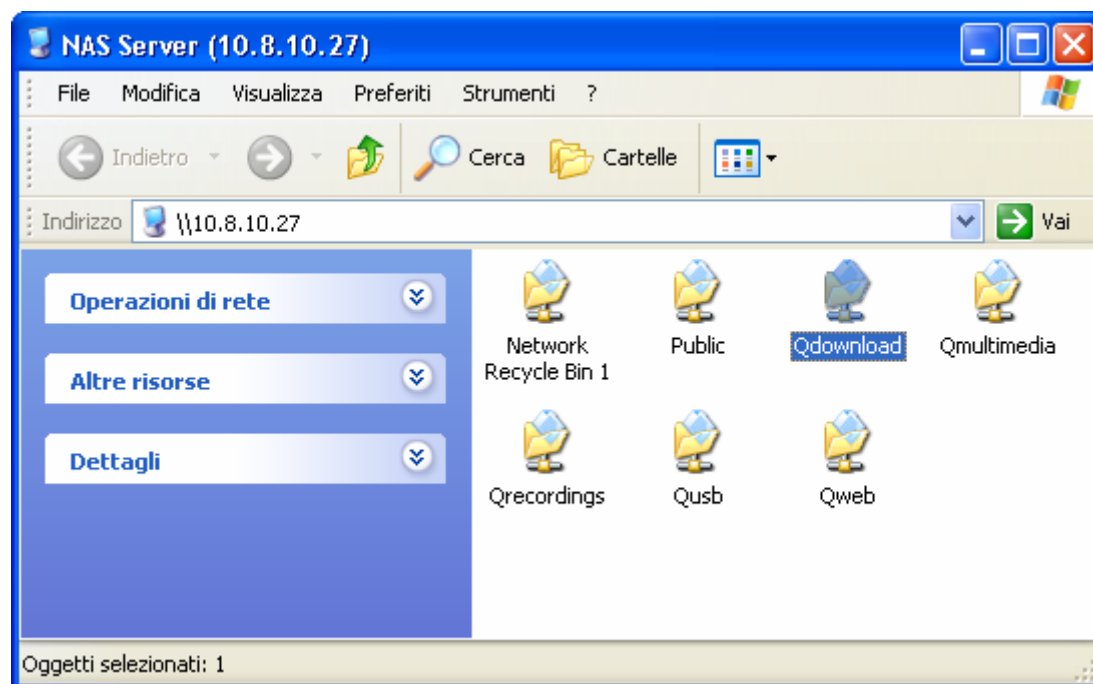 NAS Server (10.8.10.27)
File Modifica Visualizza Preferiti Strumenti ?
Indietro Cerca Cartelle
Indirizzo \\10.8.10.27 Vai
Operazioni di rete
Altre risorse
Dettagli
Network Recycle Bin 1
Public
Qdownload
Qmultimedia
Qrecordings
Qusb
Qweb
Oggetti selezionati: 1